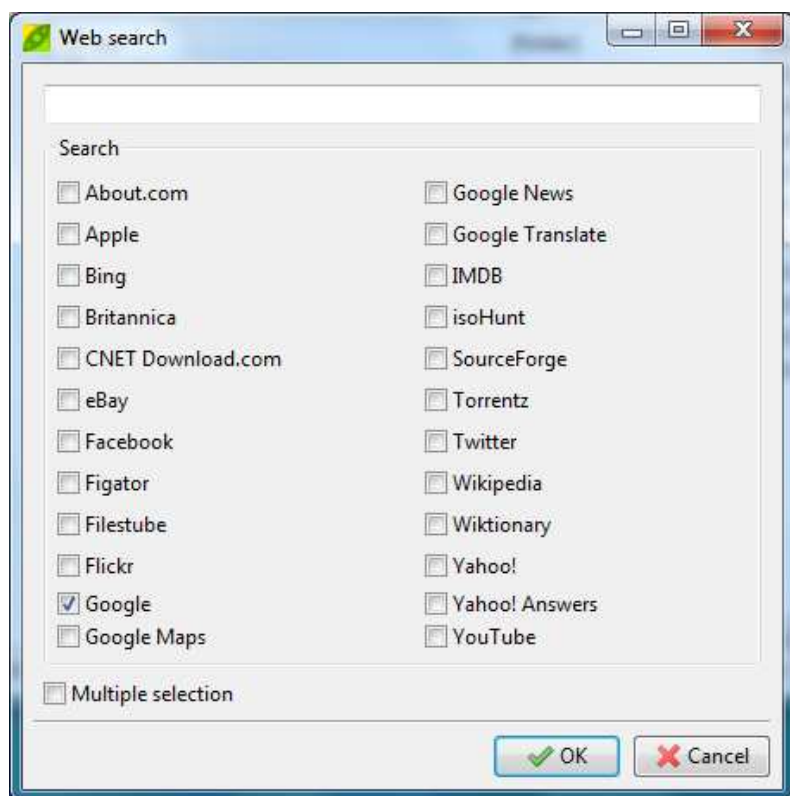 Web search
Search
About.com
Apple
Bing
Britannica
CNET Download.com
eBay
Facebook
Figator
Filestube
Flickr
Google
Google Maps
Google News
Google Translate
IMDB
isoHunt
SourceForge
Torrentz
Twitter
Wikipedia
Wiktionary
Yahoo!
Yahoo! Answers
YouTube
Multiple selection
OK
Cancel